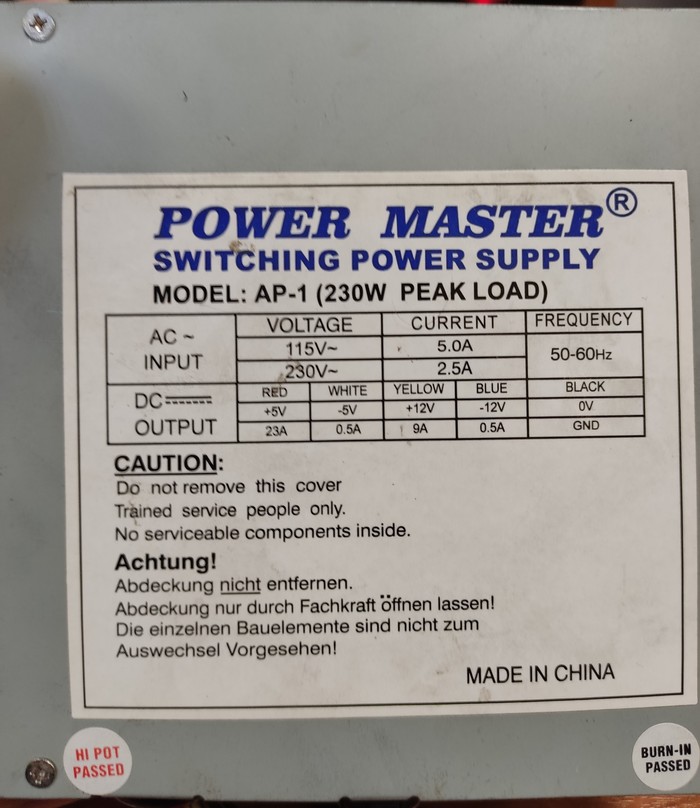 POWER MASTER®
SWITCHING POWER SUPPLY
MODEL: AP-1 (230W PEAK LOAD)
AC ~ INPUT
VOLTAGE CURRENT FREQUENCY
115V~ 5.0A 50-60Hz
230V~ 2.5A
DC OUTPUT
RED WHITE YELLOW BLUE BLACK
+5V -5V +12V -12V 0V
23A 0.5A 9A 0.5A GND
CAUTION:
Do not remove this cover
Trained service people only.
No serviceable components inside.
Achtung!
Abdeckung nicht entfernen.
Abdeckung nur durch Fachkraft öffnen lassen!
Die einzelnen Bauelemente sind nicht zum
Auswechsel Vorgesehen!
MADE IN CHINA
HI POT
PASSED
BURN-IN
PASSED